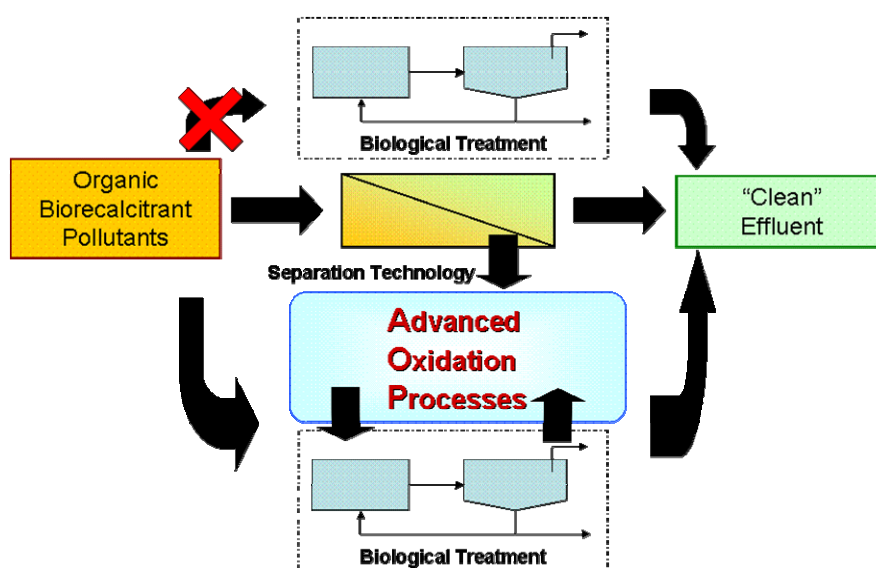 Biological Treatment
Organic
Biorecalcitrant
Pollutants
“Clean”
Effluent
Separation Technology
Advanced
Oxidation
Processes
Biological Treatment